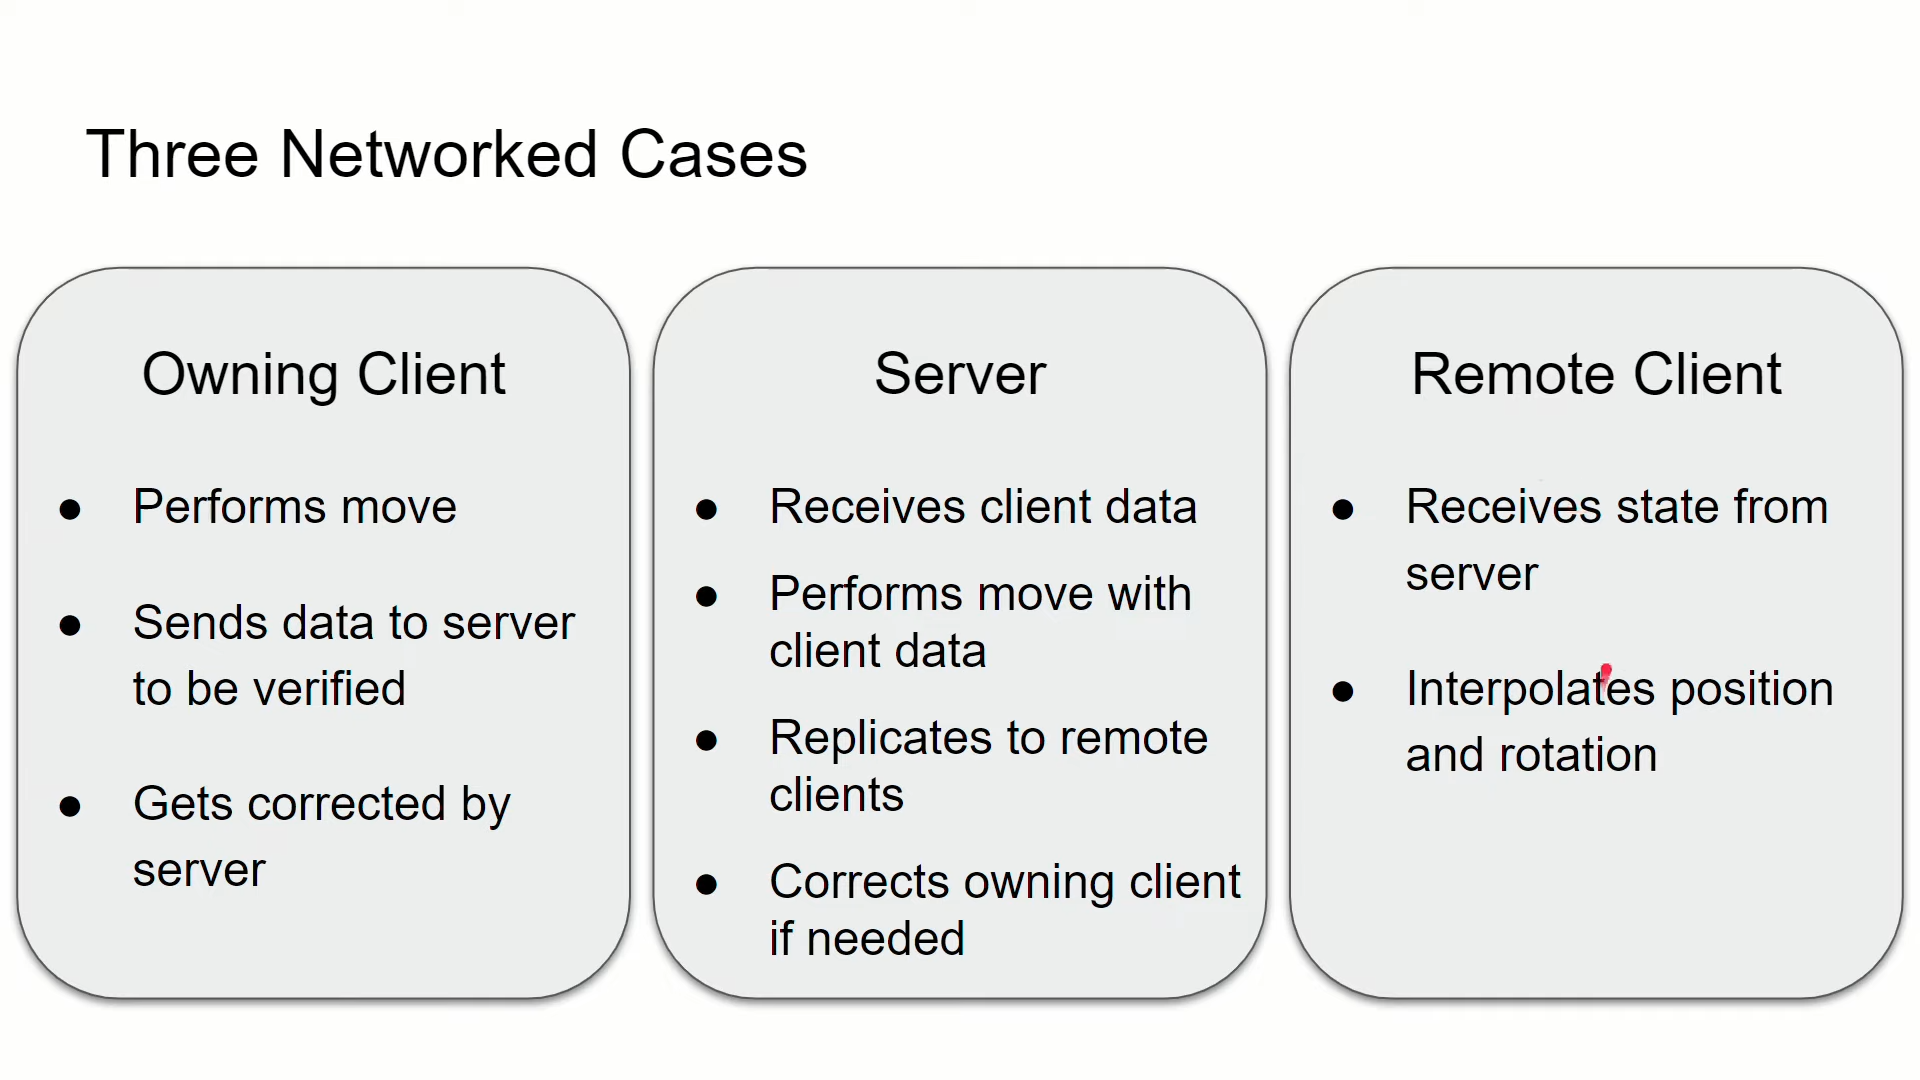 Three Networked Cases
Owning Client
● Performs move
● Sends data to server
to be verified
● Gets corrected by
server
Server
● Receives client data
● Performs move with
client data
● Replicates to remote
clients
● Corrects owning client
if needed
Remote Client
● Receives state from
server
● Interpolates position
and rotation